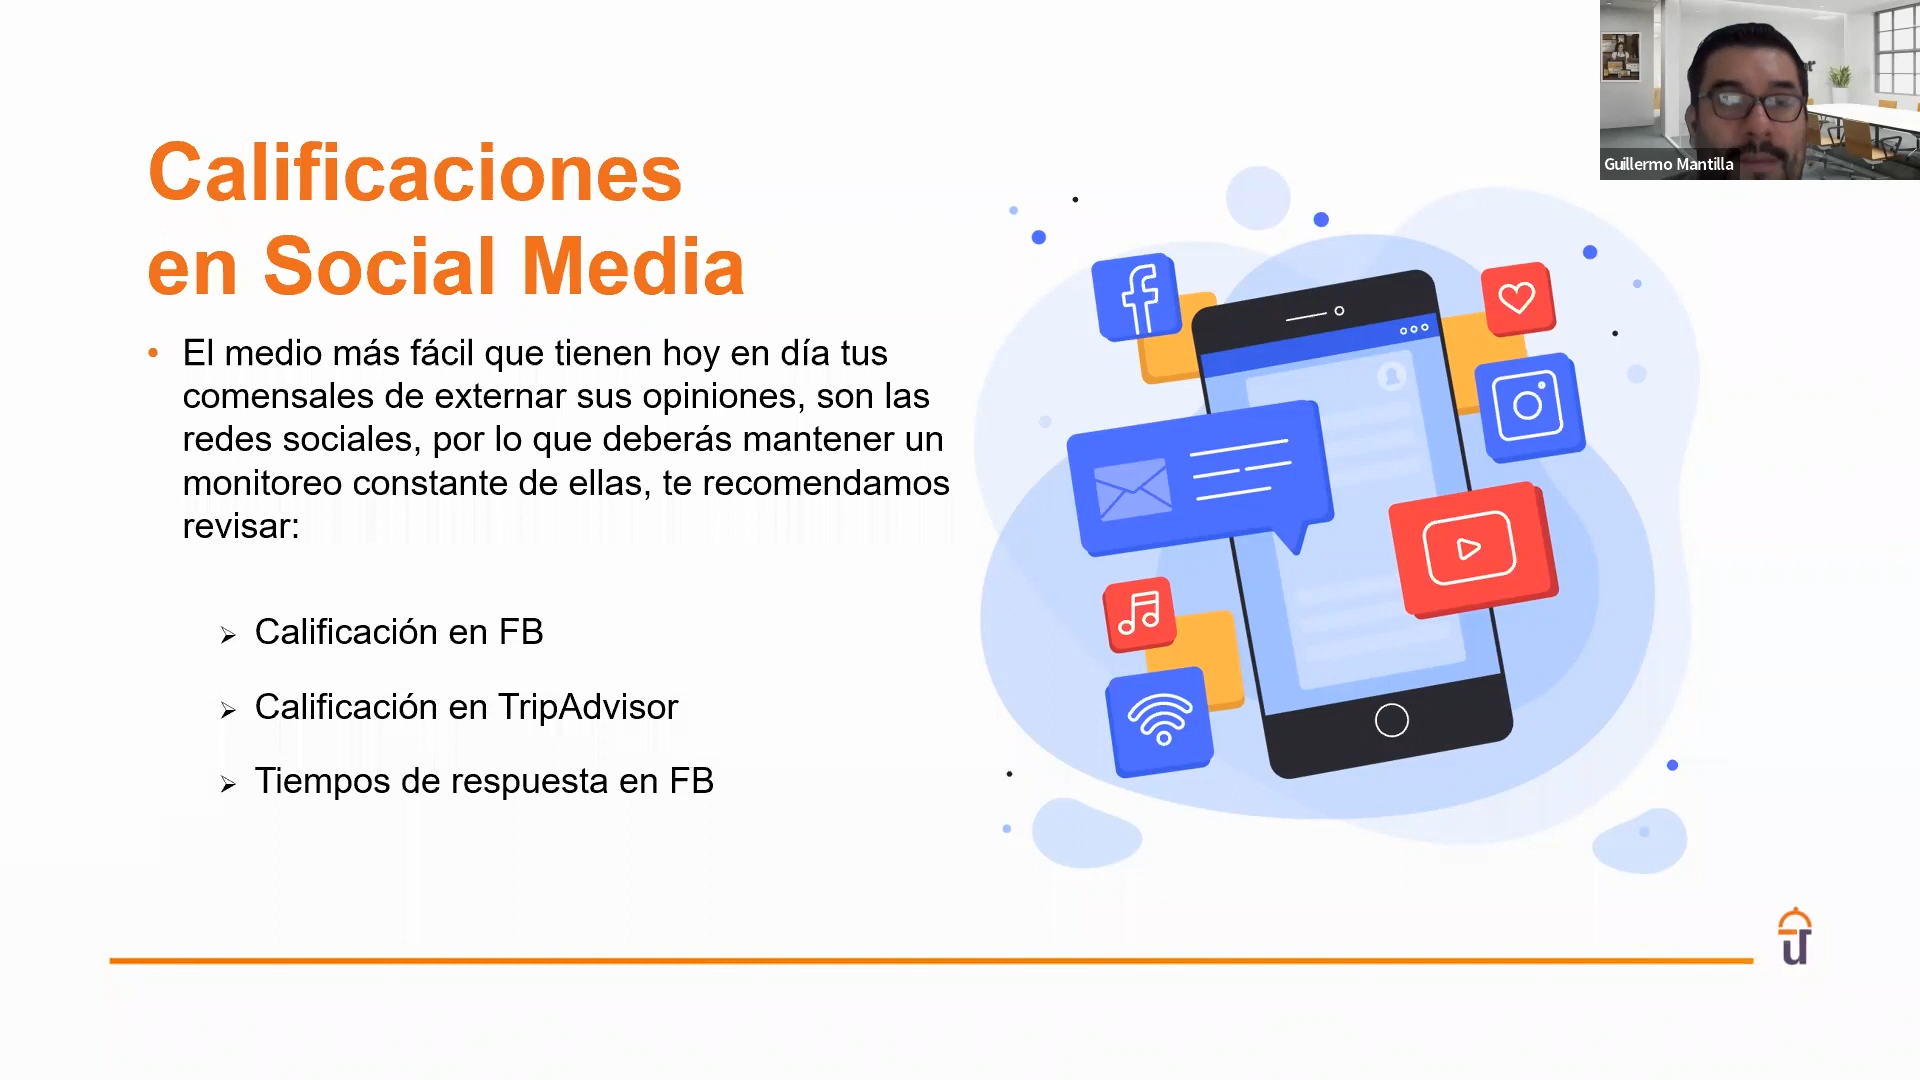 Calificaciones
en Social Media
• El medio más fácil que tienen hoy en día tus
comensales de externar sus opiniones, son las
redes sociales, por lo que deberás mantener un
monitoreo constante de ellas, te recomendamos
revisar:
➢ Calificación en FB
➢ Calificación en TripAdvisor
➢ Tiempos de respuesta en FB
Guillermo Mantilla